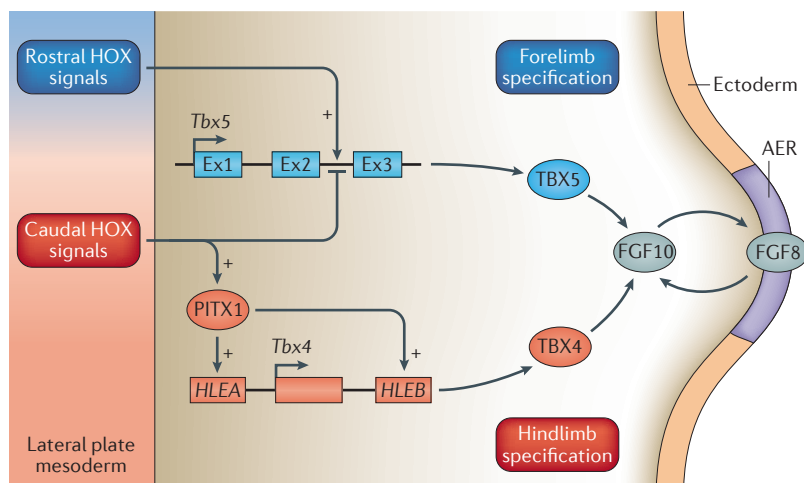 Rostral HOX
signals
Forelimb
specification
Ectoderm
Tbx5
+
AER
Ex1
Ex2
Ex3
TBX5
Caudal HOX
signals
FGF10
FGF8
+
PITX1
Tbx4
TBX4
+
+
HLEA
HLEB
Hindlimb
specification
Lateral plate
mesoderm